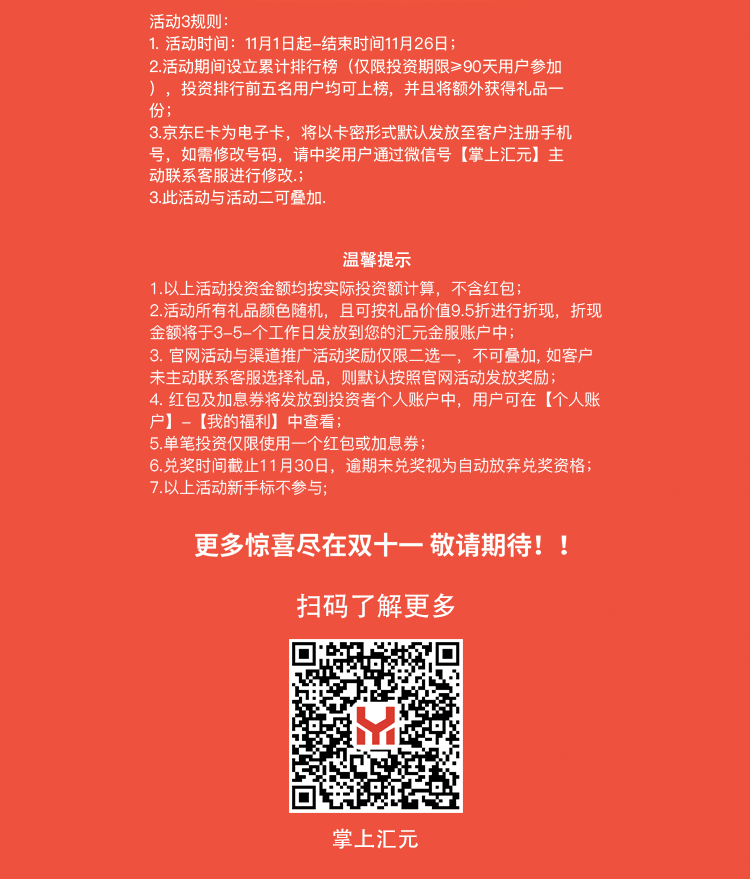 活动3规则：
1. 活动时间：11月1日起-结束时间11月26日；
2.活动期间设立累计排行榜（仅限投资期限≥90天用户参加
），投资排行前五名用户均可上榜，并且将额外获得礼品一
份；
3.京东E卡为电子卡，将以卡密形式默认发放至客户注册手机
号，如需修改号码，请中奖用户通过微信号【掌上汇元】主
动联系客服进行修改.；
3.此活动与活动二可叠加.
温馨提示
1.以上活动投资金额均按实际投资额计算，不含红包；
2.活动所有礼品颜色随机，且可按礼品价值9.5折进行折现，折现
金额将于3-5-个工作日发放到您的汇元金服账户中；
3. 官网活动与渠道推广活动奖励仅限二选一，不可叠加, 如客户
未主动联系客服选择礼品，则默认按照官网活动发放奖励；
4. 红包及加息券将发放到投资者个人账户中，用户可在【个人账
户】-【我的福利】中查看；
5.单笔投资仅限使用一个红包或加息券；
6.兑奖时间截止11月30日，逾期未兑奖视为自动放弃兑奖资格；
7.以上活动新手标不参与;
更多惊喜尽在双十一 敬请期待！！
扫码了解更多
掌上汇元